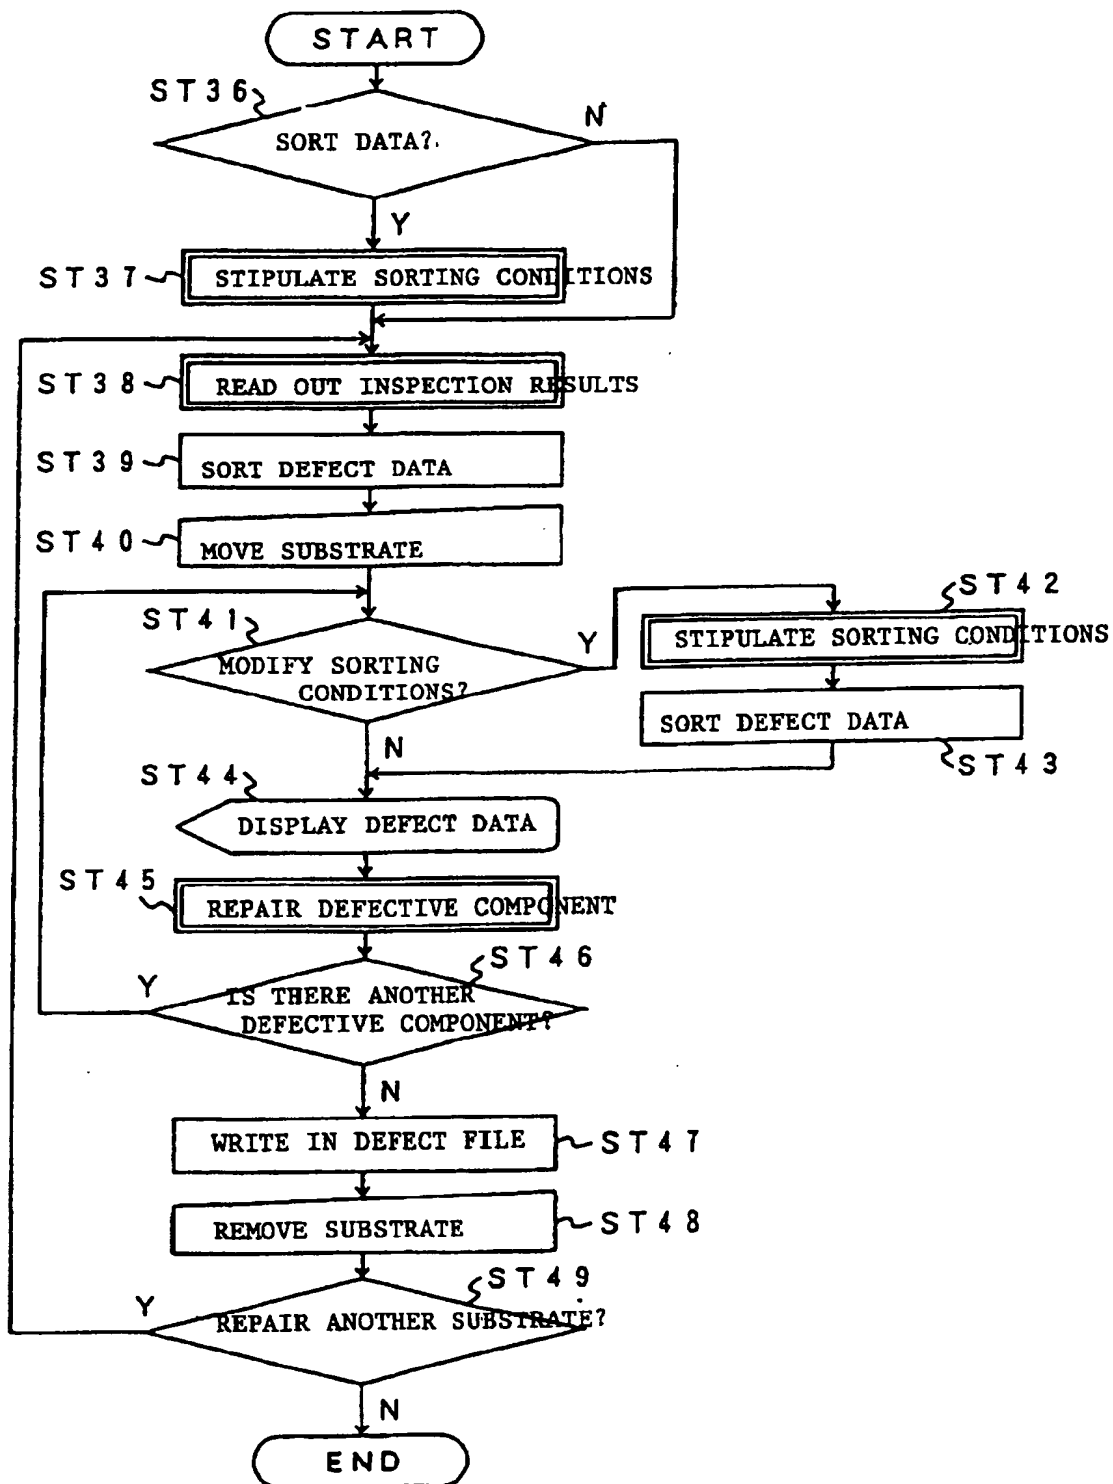 START
ST36
SORT DATA?
N
Y
ST37
STIPULATE SORTING CONDITIONS
ST38
READ OUT INSPECTION RESULTS
ST39
SORT DEFECT DATA
ST40
MOVE SUBSTRATE
ST41
MODIFY SORTING
CONDITIONS?
Y
ST42
STIPULATE SORTING CONDITIONS
SORT DEFECT DATA
ST43
N
ST44
DISPLAY DEFECT DATA
ST45
REPAIR DEFECTIVE COMPONENT
ST46
Y
IS THERE ANOTHER
DEFECTIVE COMPONENT?
N
WRITE IN DEFECT FILE
ST47
REMOVE SUBSTRATE
ST48
ST49
Y
REPAIR ANOTHER SUBSTRATE?
N
END